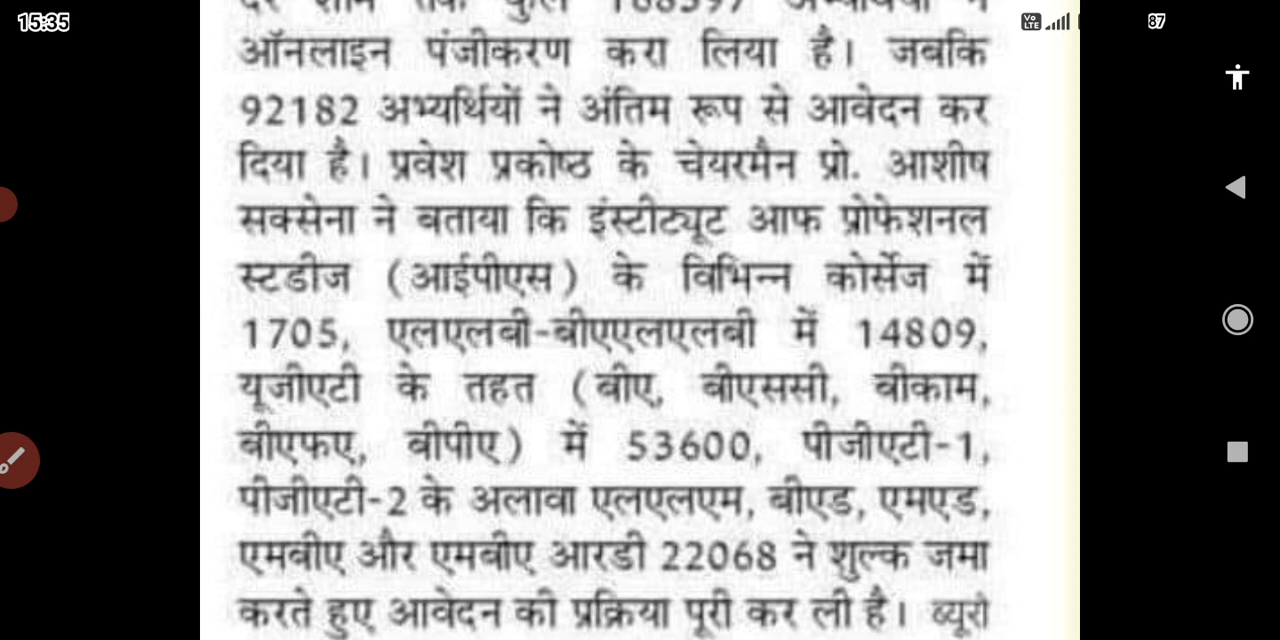 15:35
Vo LTE
87
ऑनलाइन पंजीकरण करा लिया है। जबकि
92182 अभ्यर्थियों ने अंतिम रूप से आवेदन कर
दिया है। प्रवेश प्रकोष्ठ के चेयरमैन प्रो. आशीष
सक्सेना ने बताया कि इंस्टीट्यूट आफ प्रोफेशनल
स्टडीज (आईपीएस) के विभिन्न कोर्सेज में
1705, एलएलबी-बीएएलएलबी में 14809,
यूजीएटी के तहत (बीए, बीएससी, बीकाम,
बीएफए, बीपीए) में 53600, पीजीएटी-1,
पीजीएटी-2 के अलावा एलएलएम, बीएड, एमएड,
एमबीए और एमबीए आरडी 22068 ने शुल्क जमा
करते हुए आवेदन की प्रक्रिया पूरी कर ली है। ब्यूरो